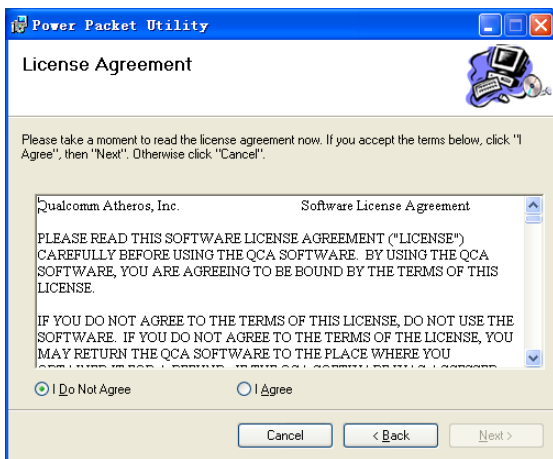 Power Packet Utility
License Agreement
Please take a moment to read the license agreement now. If you accept the terms below, click "I
Agree", then "Next". Otherwise click "Cancel".
Qualcomm Atheros, Inc. Software License Agreement
PLEASE READ THIS SOFTWARE LICENSE AGREEMENT ("LICENSE")
CAREFULLY BEFORE USING THE QCA SOFTWARE. BY USING THE QCA
SOFTWARE, YOU ARE AGREEING TO BE BOUND BY THE TERMS OF THIS
LICENSE.
IF YOU DO NOT AGREE TO THE TERMS OF THIS LICENSE, DO NOT USE THE
SOFTWARE. IF YOU DO NOT AGREE TO THE TERMS OF THE LICENSE, YOU
MAY RETURN THE QCA SOFTWARE TO THE PLACE WHERE YOU
I Do Not Agree I Agree
Cancel < Back Next >